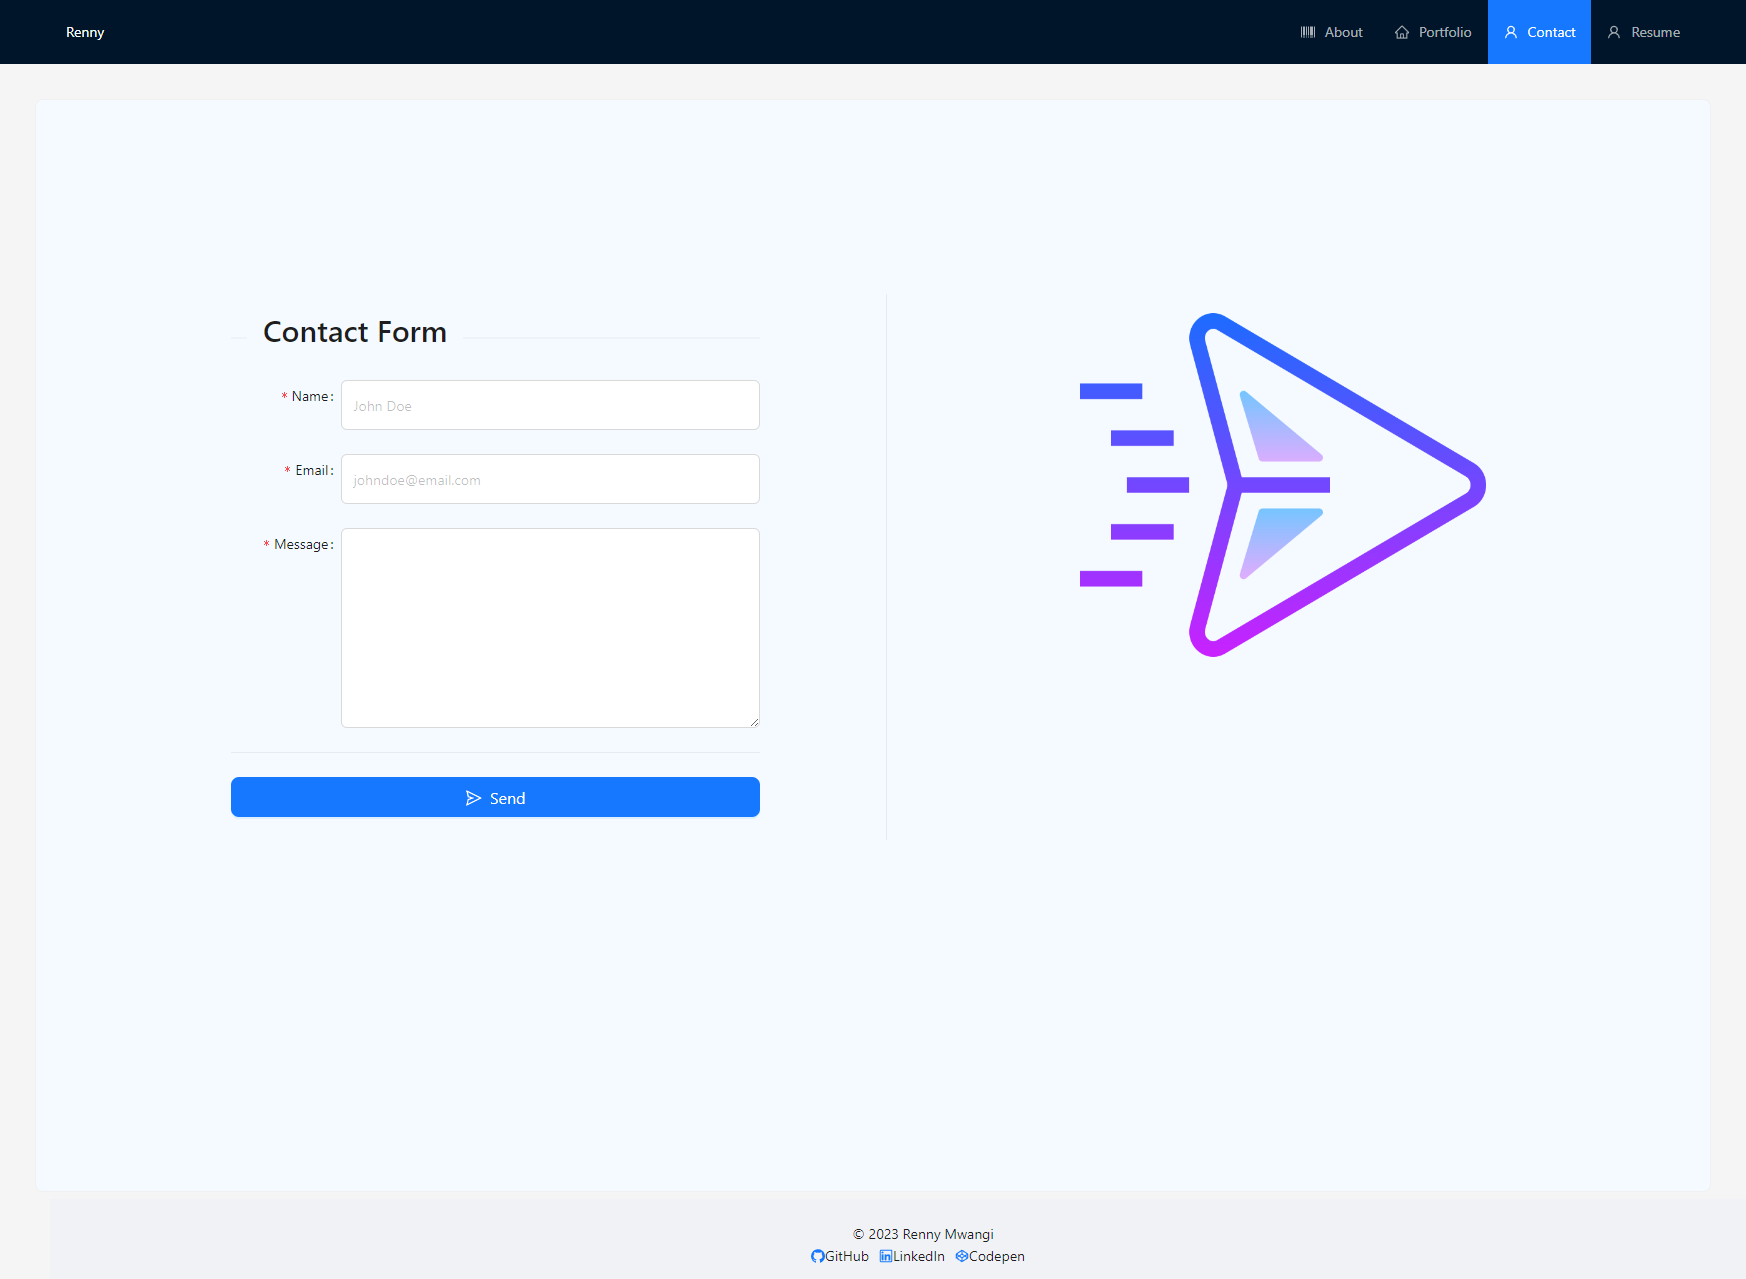 Renny
About
Portfolio
Contact
Resume
Contact Form
* Name:
John Doe
* Email:
johndoe@email.com
* Message:
Send
© 2023 Renny Mwangi
GitHub LinkedIn Codepen